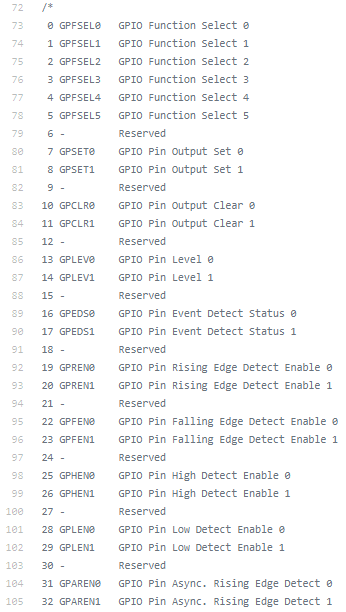 72 /*
73 0 GPFSEL0 GPIO Function Select 0
74 1 GPFSEL1 GPIO Function Select 1
75 2 GPFSEL2 GPIO Function Select 2
76 3 GPFSEL3 GPIO Function Select 3
77 4 GPFSEL4 GPIO Function Select 4
78 5 GPFSEL5 GPIO Function Select 5
79 6 - Reserved
80 7 GPSET0 GPIO Pin Output Set 0
81 8 GPSET1 GPIO Pin Output Set 1
82 9 - Reserved
83 10 GPCLR0 GPIO Pin Output Clear 0
84 11 GPCLR1 GPIO Pin Output Clear 1
85 12 - Reserved
86 13 GPLEV0 GPIO Pin Level 0
87 14 GPLEV1 GPIO Pin Level 1
88 15 - Reserved
89 16 GPEDS0 GPIO Pin Event Detect Status 0
90 17 GPEDS1 GPIO Pin Event Detect Status 1
91 18 - Reserved
92 19 GPREN0 GPIO Pin Rising Edge Detect Enable 0
93 20 GPREN1 GPIO Pin Rising Edge Detect Enable 1
94 21 - Reserved
95 22 GPFEN0 GPIO Pin Falling Edge Detect Enable 0
96 23 GPFEN1 GPIO Pin Falling Edge Detect Enable 1
97 24 - Reserved
98 25 GPHEN0 GPIO Pin High Detect Enable 0
99 26 GPHEN1 GPIO Pin High Detect Enable 1
100 27 - Reserved
101 28 GPLEN0 GPIO Pin Low Detect Enable 0
102 29 GPLEN1 GPIO Pin Low Detect Enable 1
103 30 - Reserved
104 31 GPAREN0 GPIO Pin Async. Rising Edge Detect 0
105 32 GPAREN1 GPIO Pin Async. Rising Edge Detect 1